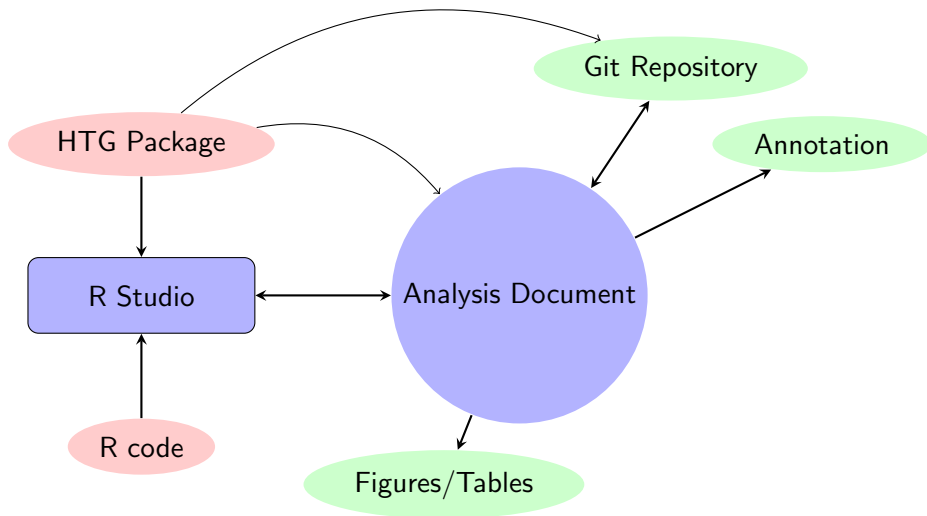 Git Repository
HTG Package
Annotation
R Studio
Analysis Document
R code
Figures/Tables